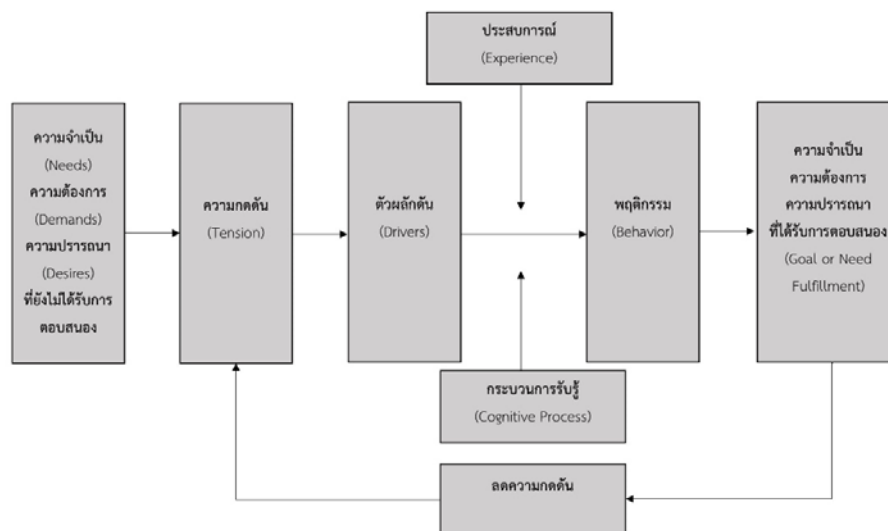 ประสบการณ์
(Experience)
ความจำเป็น
(Needs)
ความต้องการ
(Demands)
ความปรารถนา
(Desires)
ที่ยังไม่ได้รับการ
ตอบสนอง
ความกดดัน
(Tension)
ตัวผลักดัน
(Drivers)
พฤติกรรม
(Behavior)
ความจำเป็น
ความต้องการ
ความปรารถนา
ที่ได้รับการตอบสนอง
(Goal or Need
Fulfillment)
กระบวนการรับรู้
(Cognitive Process)
ลดความกดดัน